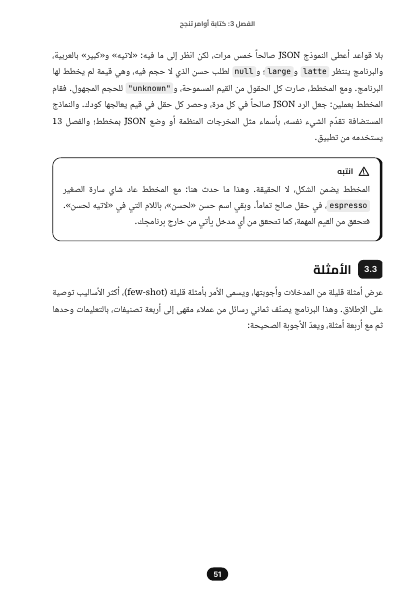 الفصل 3: كتابة أوامر تنجح
بلا قواعد أعطى النموذج JSON صالحاً خمس مرات، لكن انظر إلى ما فيه: «لاتيه» و«كبير» بالعربية،
والبرنامج ينتظر latte و large؛ و null لطلب حسن الذي لا حجم فيه، وهي قيمة لم يخطط لها
البرنامج. ومع المخطط، صارت كل الحقول من القيم المسموحة، و "unknown" للحجم المجهول. فقام
المخطط بعملين: جعل الرد JSON صالحاً في كل مرة، وحصر كل حقل في قيم يعالجها كودك. والنماذج
المستضافة تقدّم الشيء نفسه، بأسماء مثل المخرجات المنظمة أو وضع JSON بمخطط؛ والفصل 13
يستخدمه من تطبيق.
انتبه
المخطط يضمن الشكل، لا الحقيقة. وهذا ما حدث هنا: مع المخطط عاد شاي سارة الصغير
espresso، في حقل صالح تماماً. وبقي اسم حسن «لحسن»، باللام التي في «لاتيه لحسن».
فتحقق من القيم المهمة، كما تتحقق من أي مدخل يأتي من خارج برنامجك.
3.3 الأمثلة
عرض أمثلة قليلة من المدخلات وأجوبتها، ويسمى الأمر بأمثلة قليلة (few-shot)، أكثر الأساليب توصية
على الإطلاق. وهذا البرنامج يصنّف ثماني رسائل من عملاء مقهى إلى أربعة تصنيفات، بالتعليمات وحدها
ثم مع أربعة أمثلة، ويعدّ الأجوبة الصحيحة:
51